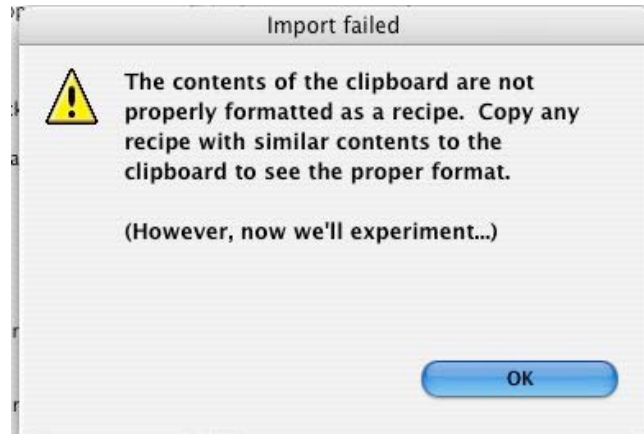 Import failed
The contents of the clipboard are not
properly formatted as a recipe.  Copy any
recipe with similar contents to the
clipboard to see the proper format.
(However, now we'll experiment...)
OK